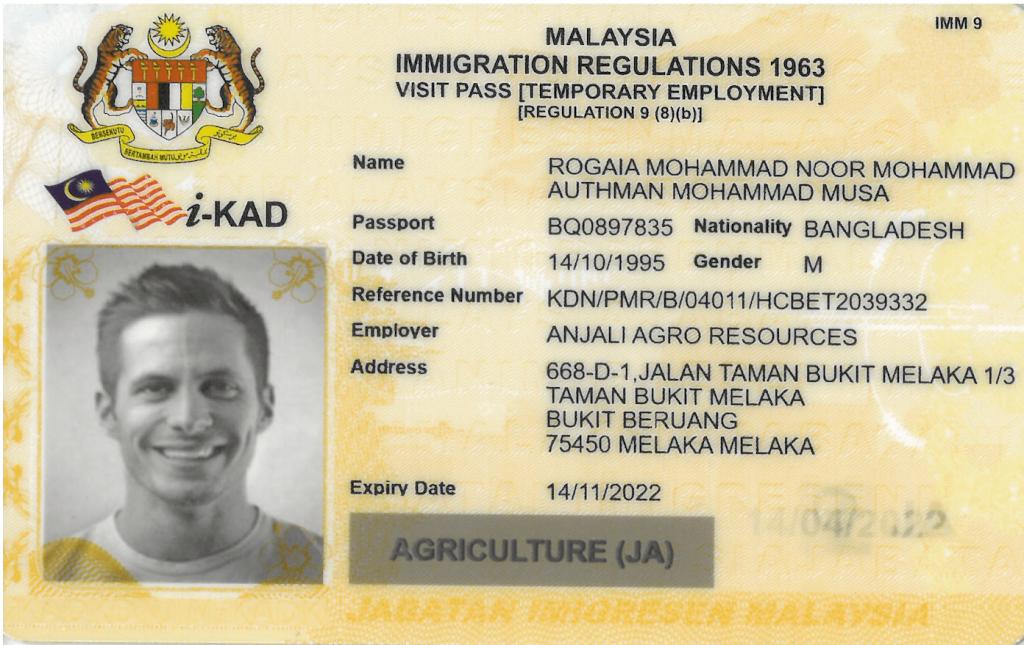 IMM 9
MALAYSIA
IMMIGRATION REGULATIONS 1963
VISIT PASS [TEMPORARY EMPLOYMENT]
[REGULATION 9 (8)(b)]
BERSEKUTU
BERTAMBAH MUTU
i-KAD
Name ROGAIA MOHAMMAD NOOR MOHAMMAD
AUTHMAN MOHAMMAD MUSA
Passport BQ0897835 Nationality BANGLADESH
Date of Birth 14/10/1995 Gender M
Reference Number KDN/PMR/B/04011/HCBET2039332
Employer ANJALI AGRO RESOURCES
Address 668-D-1,JALAN TAMAN BUKIT MELAKA 1/3
TAMAN BUKIT MELAKA
BUKIT BERUANG
75450 MELAKA MELAKA
Expiry Date 14/11/2022
14/04/2022
AGRICULTURE (JA)
JABATAN IMIGRESEN MALAYSIA